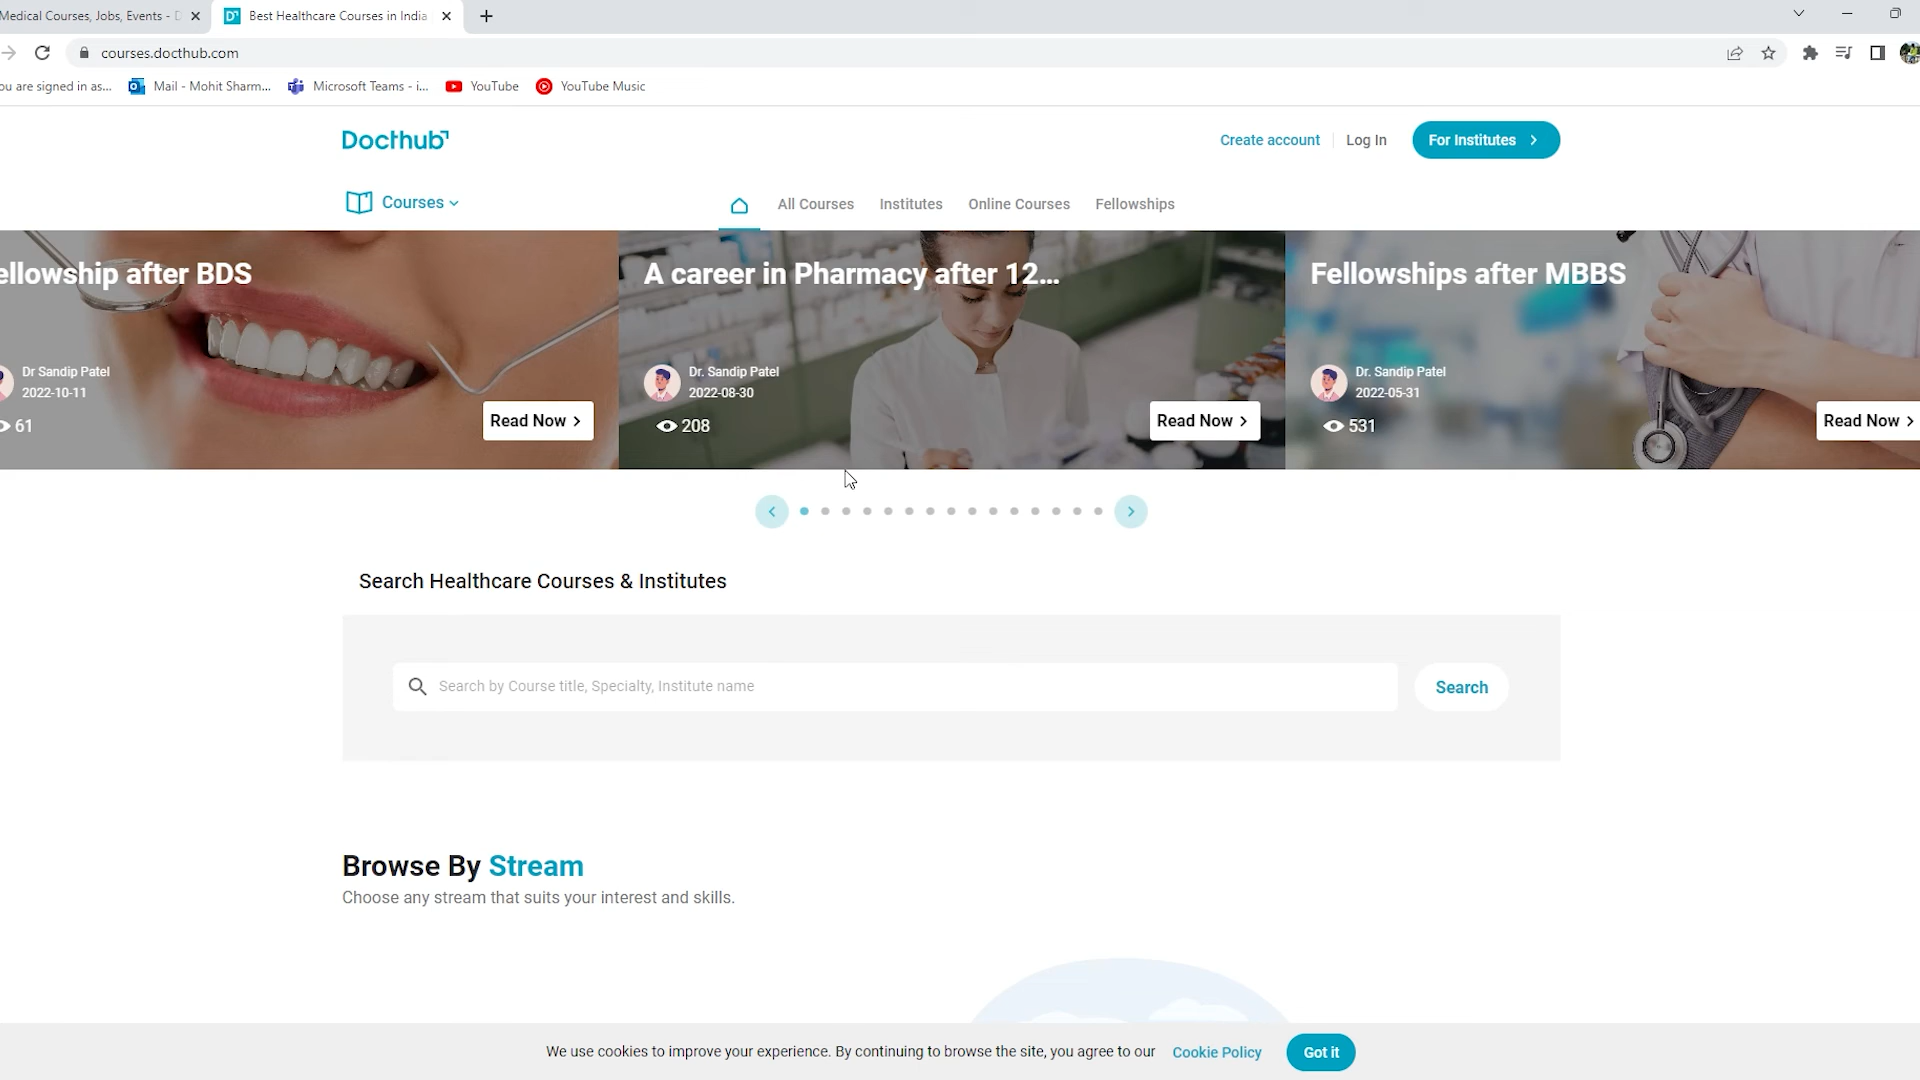 Medical Courses, Jobs, Events -
Best Healthcare Courses in India
courses.docthub.com
ou are signed in as...
Mail - Mohit Sharm...
Microsoft Teams - i...
YouTube
YouTube Music
Docthub
Create account
Log In
For Institutes
Courses
All Courses
Institutes
Online Courses
Fellowships
ellowship after BDS
Dr Sandip Patel
2022-10-11
61
Read Now
A career in Pharmacy after 12...
Dr. Sandip Patel
2022-08-30
208
Read Now
Fellowships after MBBS
Dr. Sandip Patel
2022-05-31
531
Read Now
Search Healthcare Courses & Institutes
Search by Course title, Specialty, Institute name
Search
Browse By Stream
Choose any stream that suits your interest and skills.
We use cookies to improve your experience. By continuing to browse the site, you agree to our Cookie Policy
Got it